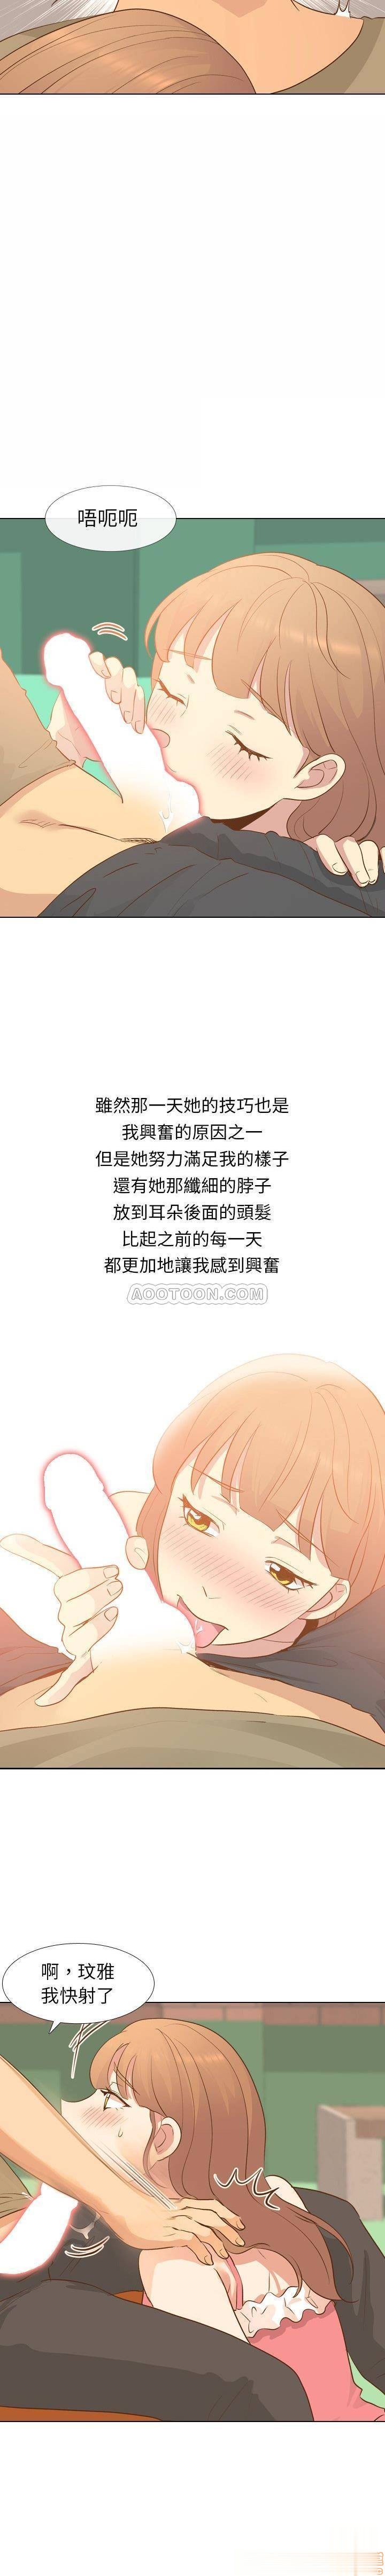 唔呃呃
雖然那一天她的技巧也是
我興奮的原因之一
但是她努力滿足我的樣子
還有她那纖細的脖子
放到耳朵後面的頭髮
比起之前的每一天
都更加地讓我感到興奮
AOOTOON.COM
啊，玟雅
我快射了